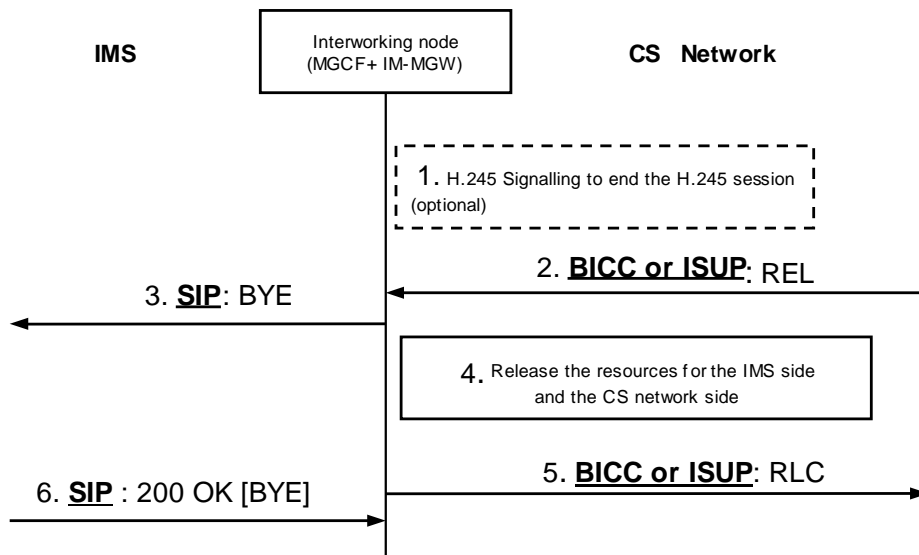 IMS
Interworking node
(MGCF+ IM-MGW)
CS Network
1. H.245 Signalling to end the H.245 session
(optional)
2. BICC or ISUP: REL
3. SIP: BYE
4. Release the resources for the IMS side
and the CS network side
5. BICC or ISUP: RLC
6. SIP : 200 OK [BYE]